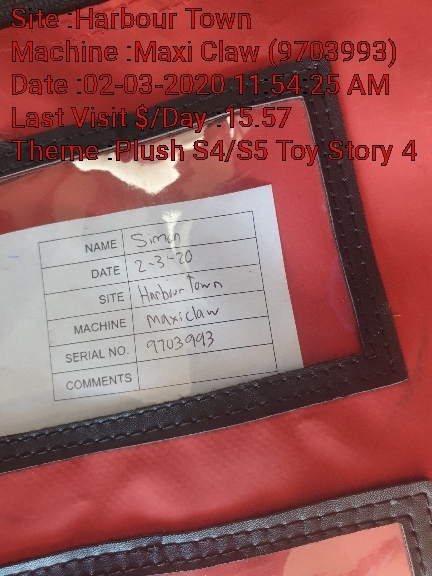 Site :Harbour Town
Machine :Maxi Claw (9703993)
Date :02-03-2020 11:54:25 AM
Last Visit $/Day :15.57
Theme :Plush S4/S5 Toy Story 4
NAME Simon
DATE 2-3-20
SITE Harbour Town
MACHINE Maxiclaw
SERIAL NO. 9703993
COMMENTS